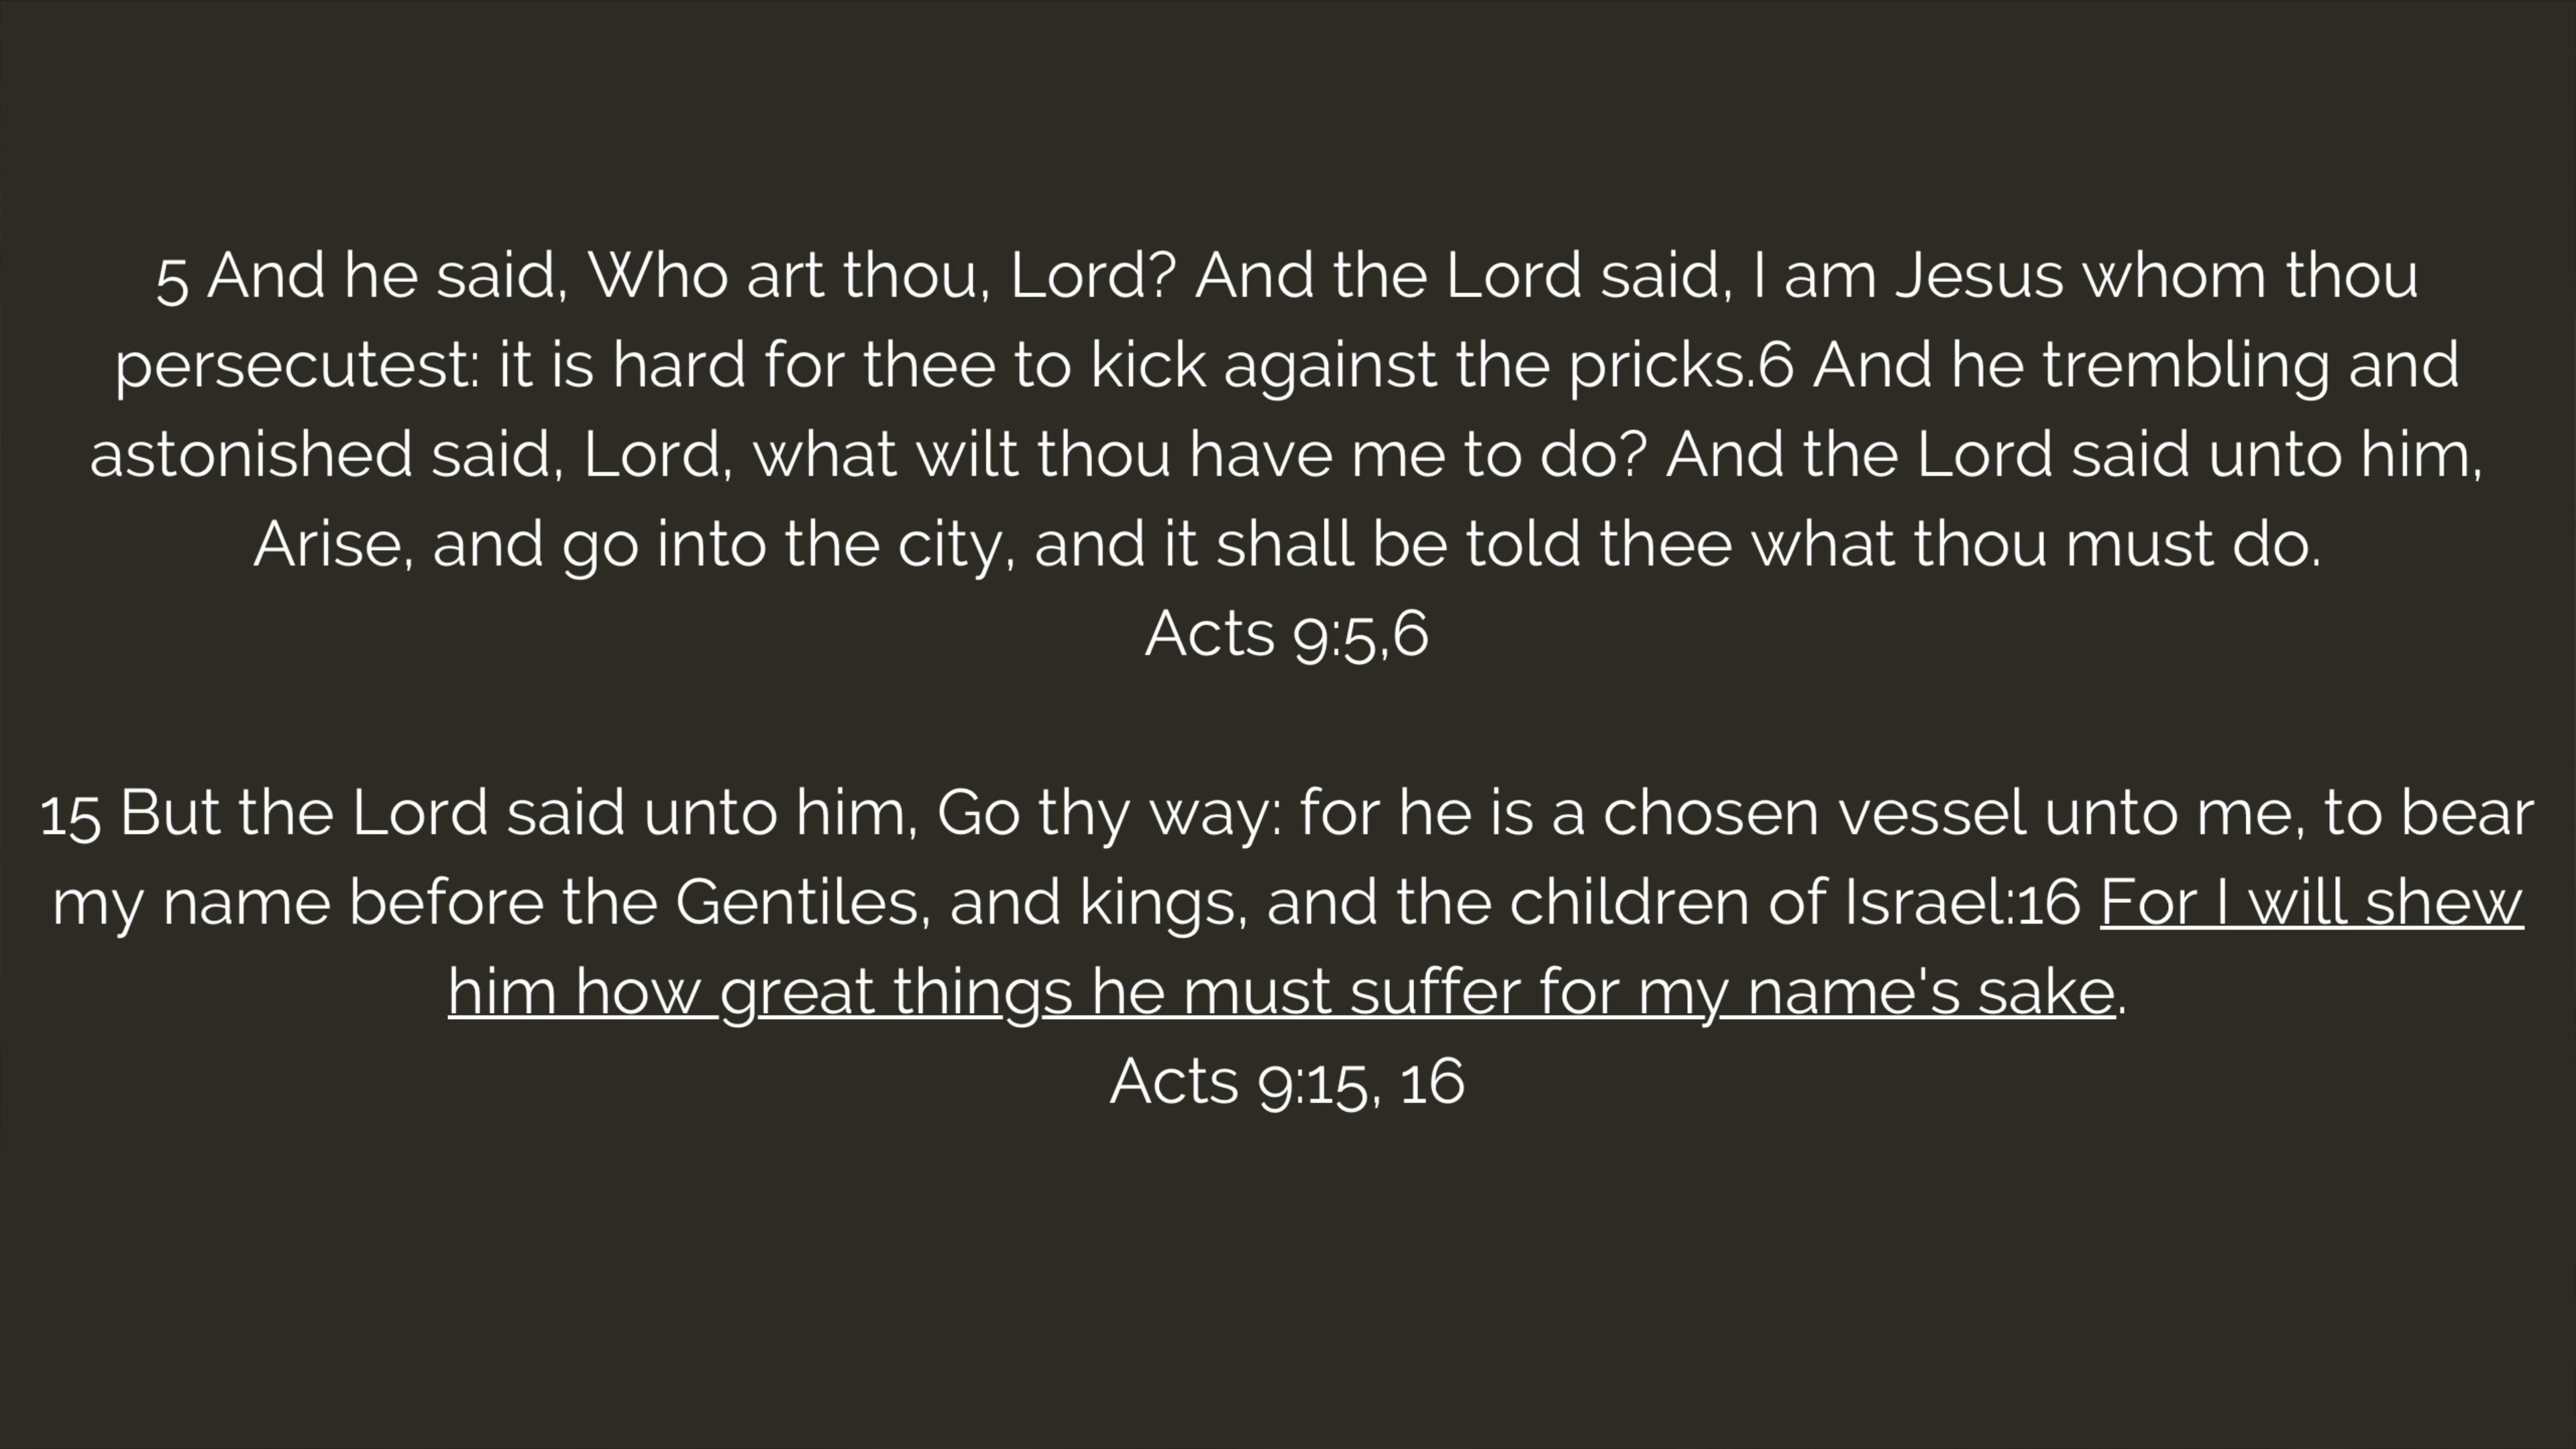 5 And he said, Who art thou, Lord? And the Lord said, I am Jesus whom thou
persecutest: it is hard for thee to kick against the pricks.6 And he trembling and
astonished said, Lord, what wilt thou have me to do? And the Lord said unto him,
Arise, and go into the city, and it shall be told thee what thou must do.
Acts 9:5,6
15 But the Lord said unto him, Go thy way: for he is a chosen vessel unto me, to bear
my name before the Gentiles, and kings, and the children of Israel:16 For I will shew
him how great things he must suffer for my name's sake.
Acts 9:15, 16